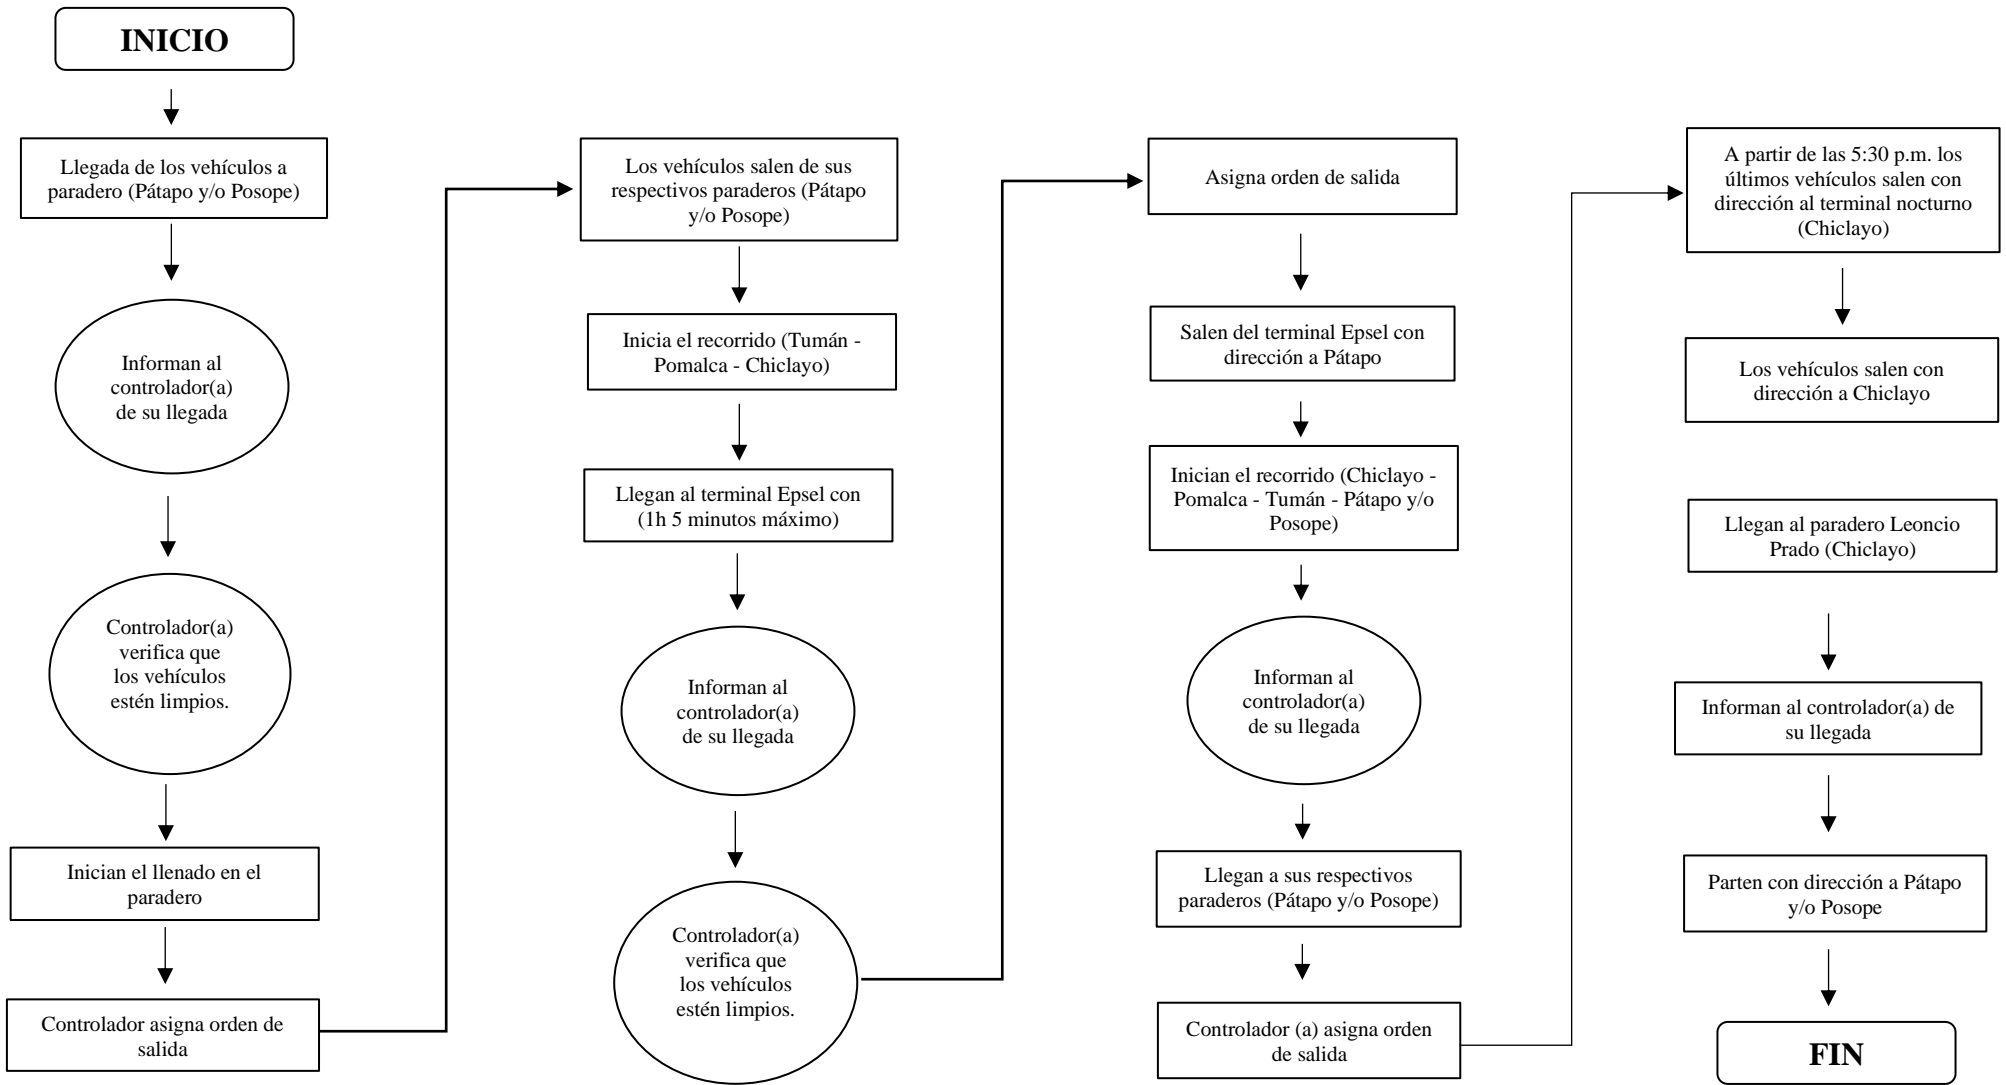 INICIO
Llegada de los vehículos a
paradero (Pátapo y/o Posope)
Informan al
controlador(a)
de su llegada
Controlador(a)
verifica que
los vehículos
estén limpios.
Inician el llenado en el
paradero
Controlador asigna orden de
salida
Los vehículos salen de sus
respectivos paraderos (Pátapo
y/o Posope)
Inicia el recorrido (Tumán -
Pomalca - Chiclayo)
Llegan al terminal Epsel con
(1h 5 minutos máximo)
Informan al
controlador(a)
de su llegada
Controlador(a)
verifica que
los vehículos
estén limpios.
Asigna orden de salida
Salen del terminal Epsel con
dirección a Pátapo
Inician el recorrido (Chiclayo -
Pomalca - Tumán - Pátapo y/o
Posope)
Informan al
controlador(a)
de su llegada
Llegan a sus respectivos
paraderos (Pátapo y/o Posope)
Controlador (a) asigna orden
de salida
A partir de las 5:30 p.m. los
últimos vehículos salen con
dirección al terminal nocturno
(Chiclayo)
Los vehículos salen con
dirección a Chiclayo
Llegan al paradero Leoncio
Prado (Chiclayo)
Informan al controlador(a) de
su llegada
Parten con dirección a Pátapo
y/o Posope
FIN